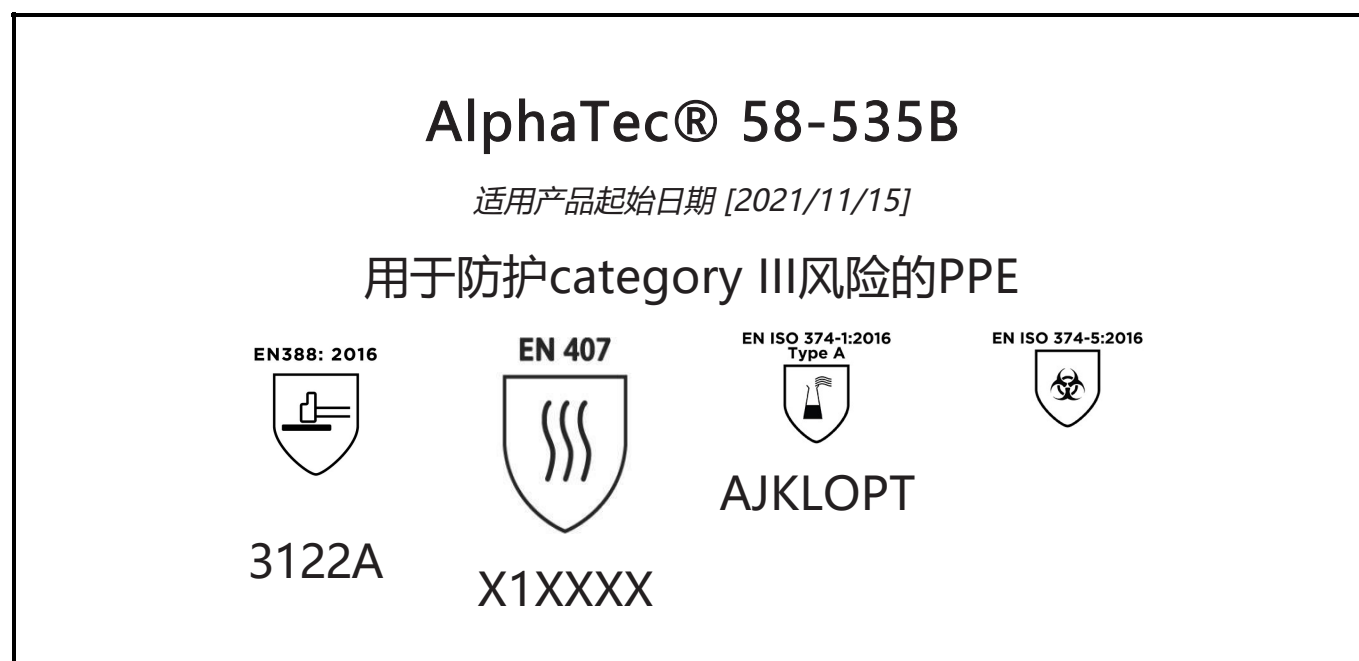 AlphaTec® 58-535B
适用产品起始日期 [2021/11/15]
用于防护category III风险的PPE
EN388: 2016
3122A
EN 407
X1XXXX
EN ISO 374-1:2016
Type A
AJKLOPT
EN ISO 374-5:2016